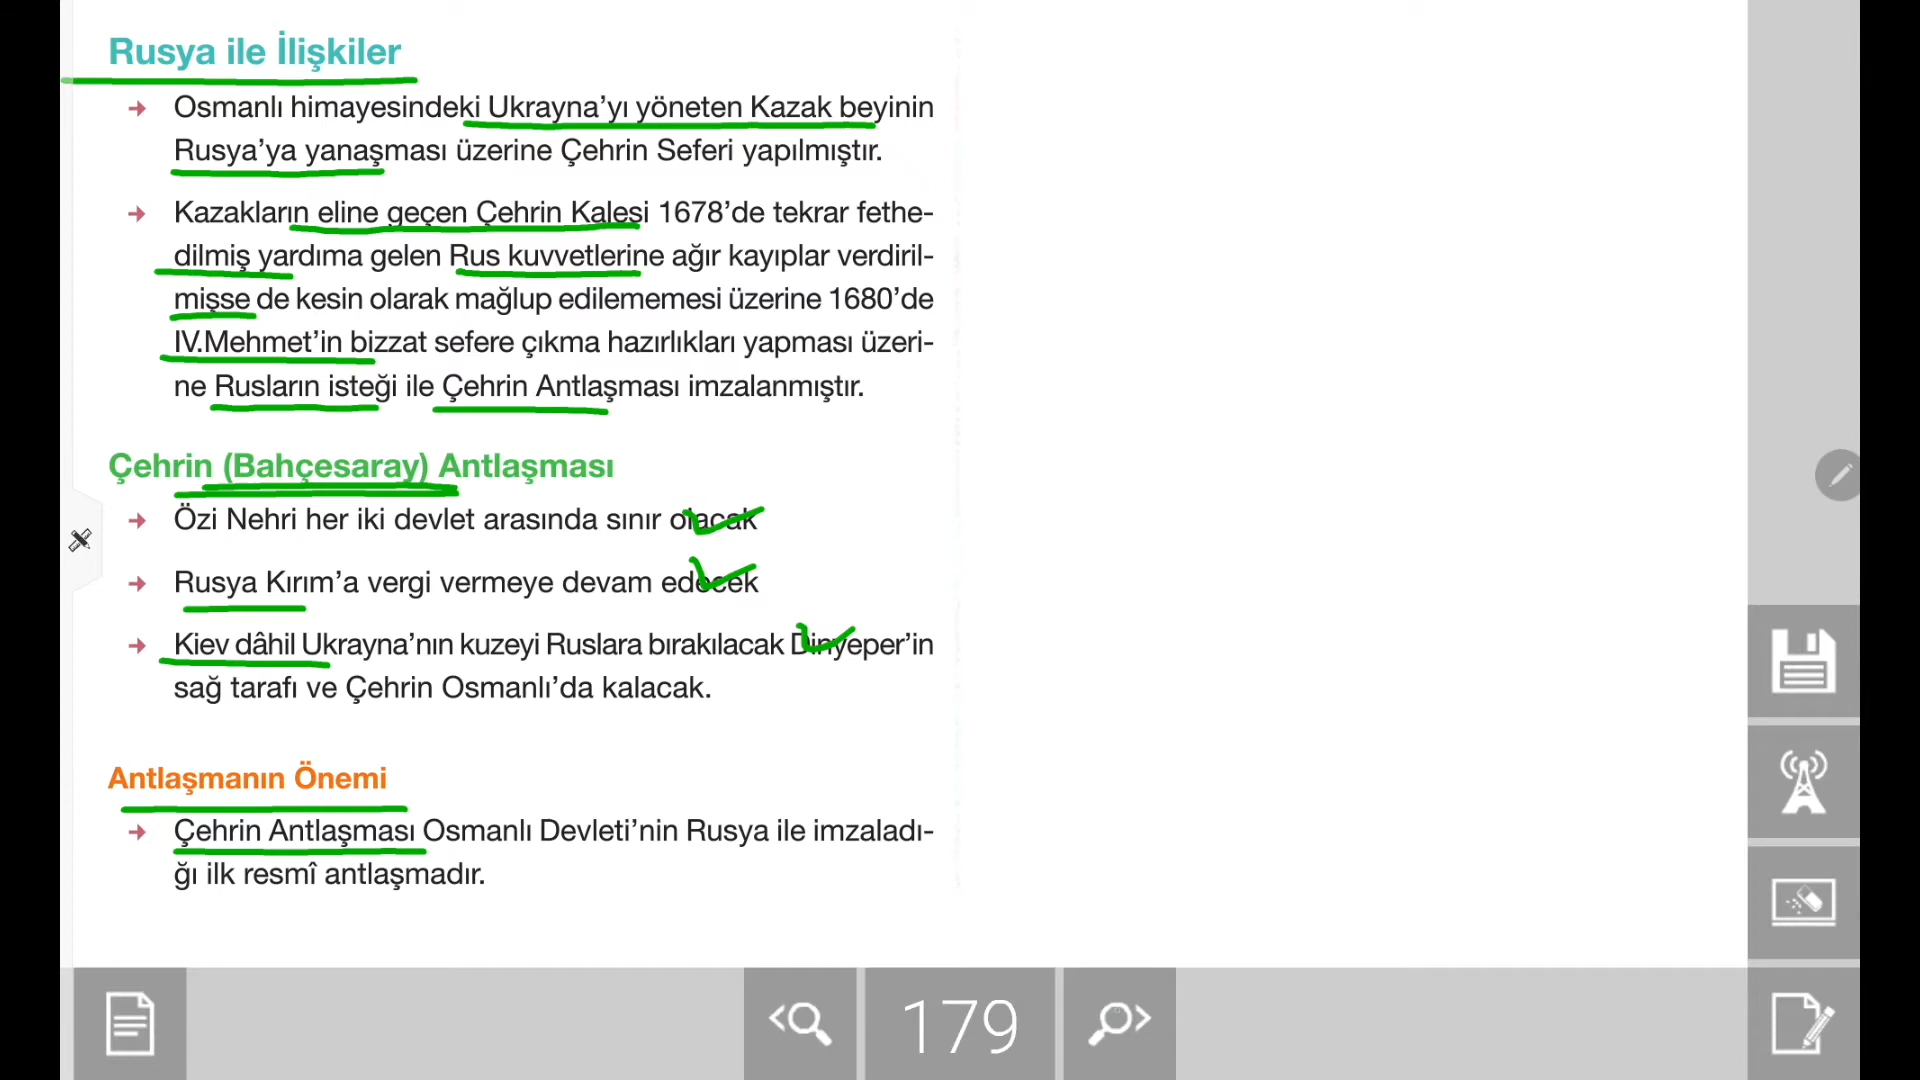 Rusya ile İlişkiler
Osmanlı himayesindeki Ukrayna'yı yöneten Kazak beyinin
Rusya'ya yanaşması üzerine Çehrin Seferi yapılmıştır.
Kazakların eline geçen Çehrin Kalesi 1678'de tekrar fethe-
dilmiş yardıma gelen Rus kuvvetlerine ağır kayıplar verdiril-
mişse de kesin olarak mağlup edilememesi üzerine 1680'de
IV.Mehmet'in bizzat sefere çıkma hazırlıkları yapması üzeri-
ne Rusların isteği ile Çehrin Antlaşması imzalanmıştır.
Çehrin (Bahçesaray) Antlaşması
Özi Nehri her iki devlet arasında sınır olacak
Rusya Kırım'a vergi vermeye devam edecek
Kiev dâhil Ukrayna'nın kuzeyi Ruslara bırakılacak Dinyeper'in
sağ tarafı ve Çehrin Osmanlı'da kalacak.
Antlaşmanın Önemi
Çehrin Antlaşması Osmanlı Devleti'nin Rusya ile imzaladı-
ğı ilk resmî antlaşmadır.
179